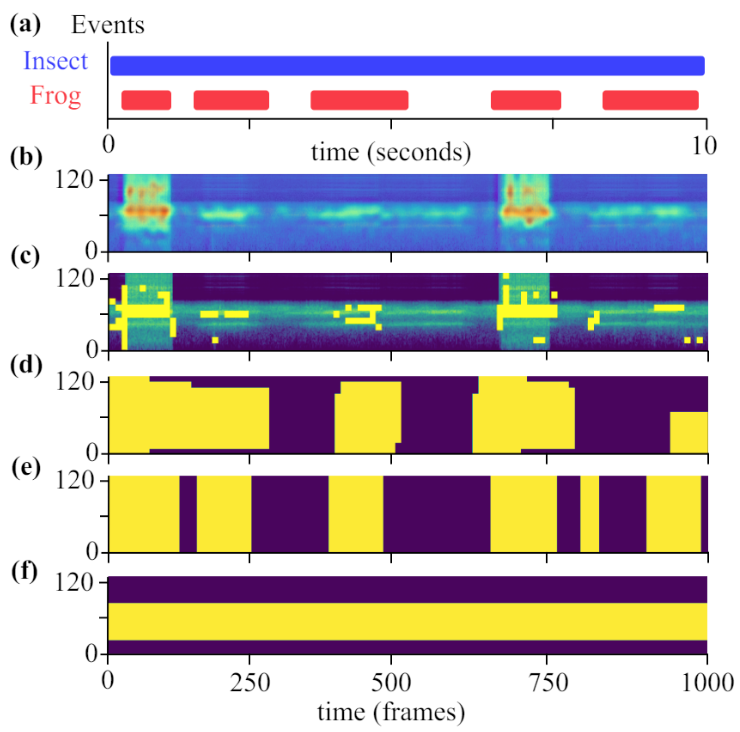 (a) Events
Insect
Frog
0 10
time (seconds)
(b)
120
0
(c)
120
0
(d)
120
0
(e)
120
0
(f)
120
0
0 250 500 750 1000
time (frames)